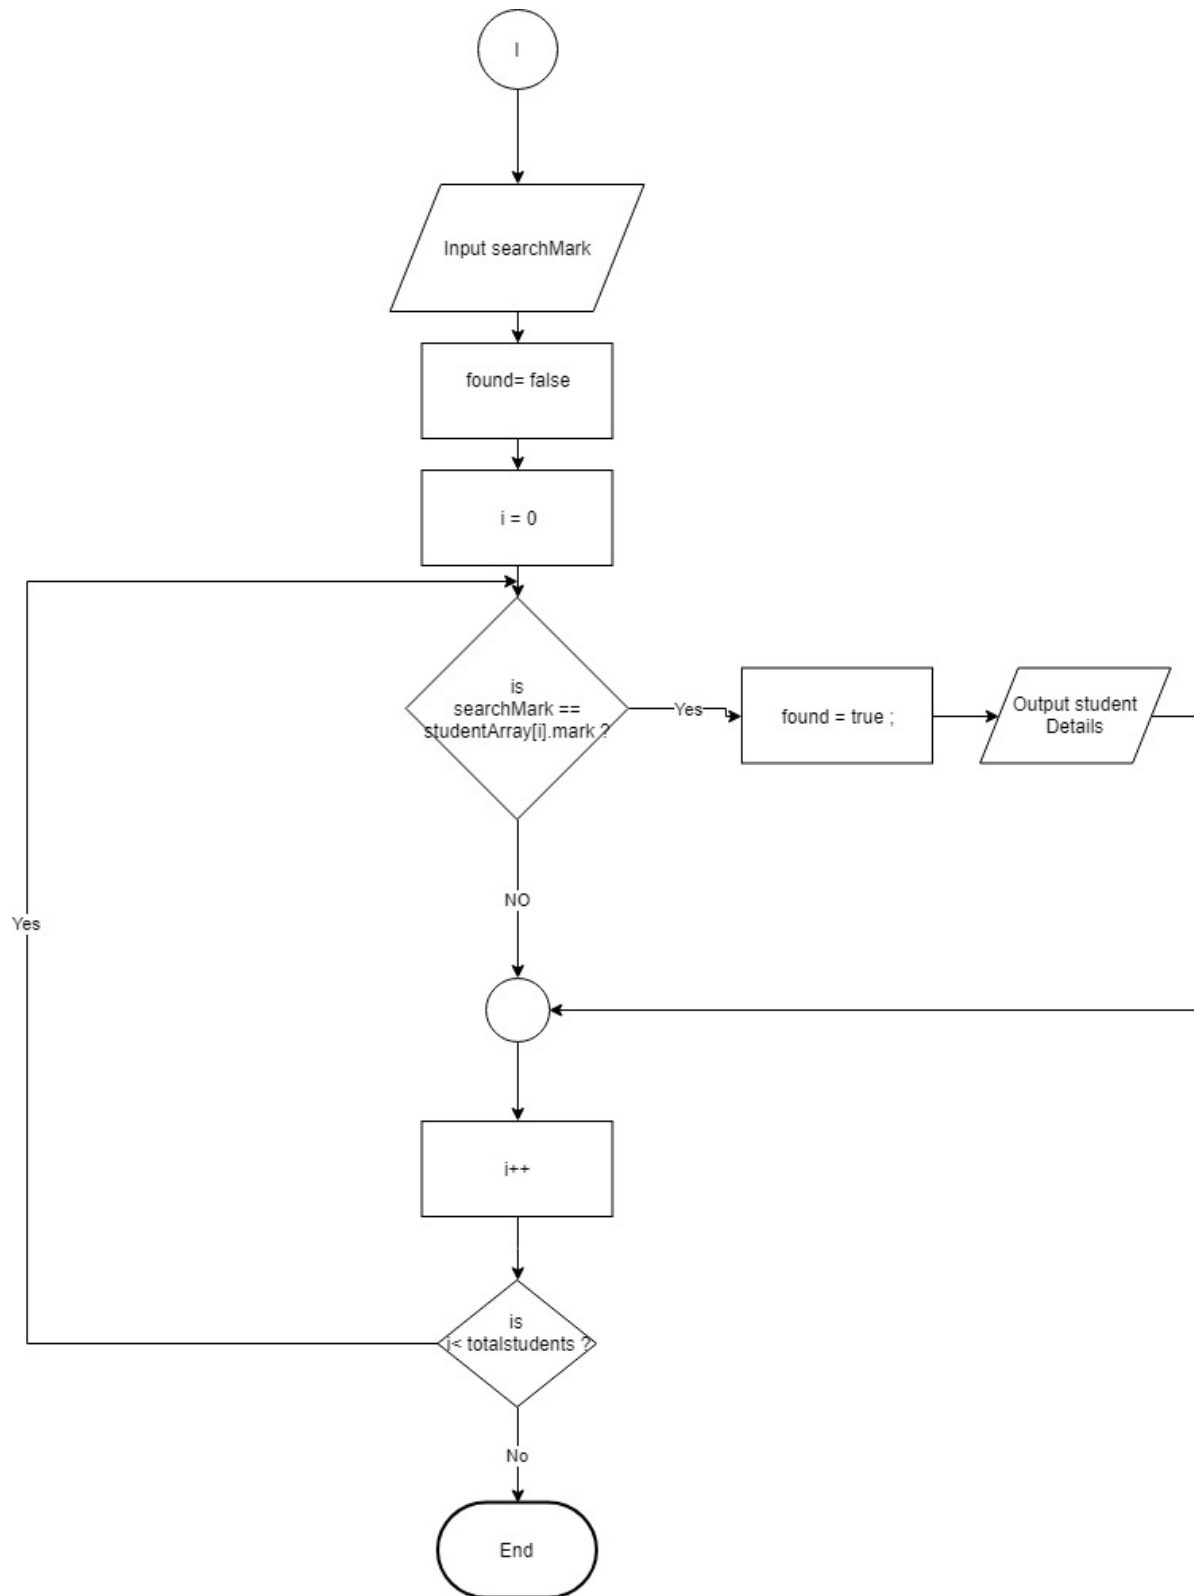 I
Input searchMark
found= false
i = 0
is
searchMark ==
studentArray[i].mark ?
Yes
found = true ;
Output student
Details
NO
Yes
i++
is
i< totalstudents ?
No
End